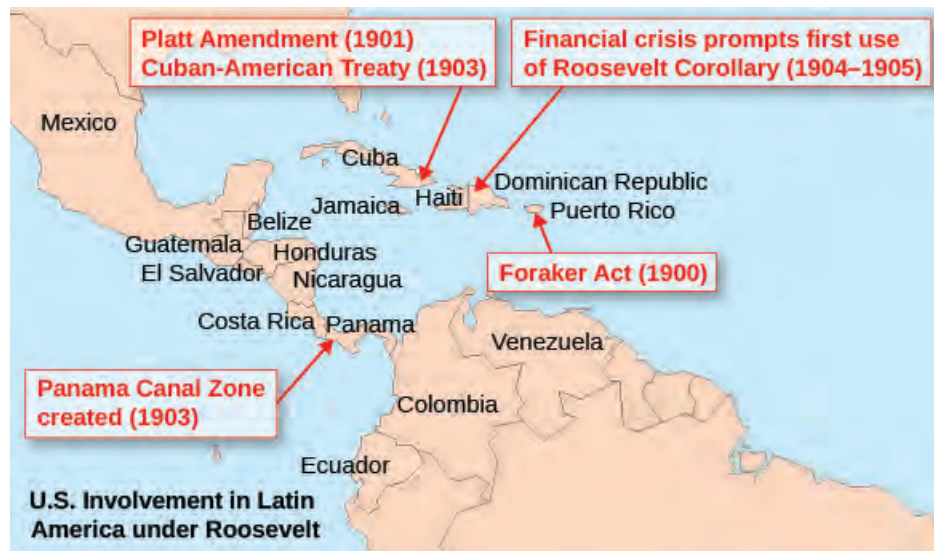 Platt Amendment (1901)
Cuban-American Treaty (1903)
Financial crisis prompts first use
of Roosevelt Corollary (1904–1905)
Mexico
Cuba
Dominican Republic
Haiti
Jamaica
Puerto Rico
Belize
Guatemala
Honduras
El Salvador
Nicaragua
Foraker Act (1900)
Costa Rica
Panama
Venezuela
Panama Canal Zone
created (1903)
Colombia
Ecuador
U.S. Involvement in Latin
America under Roosevelt